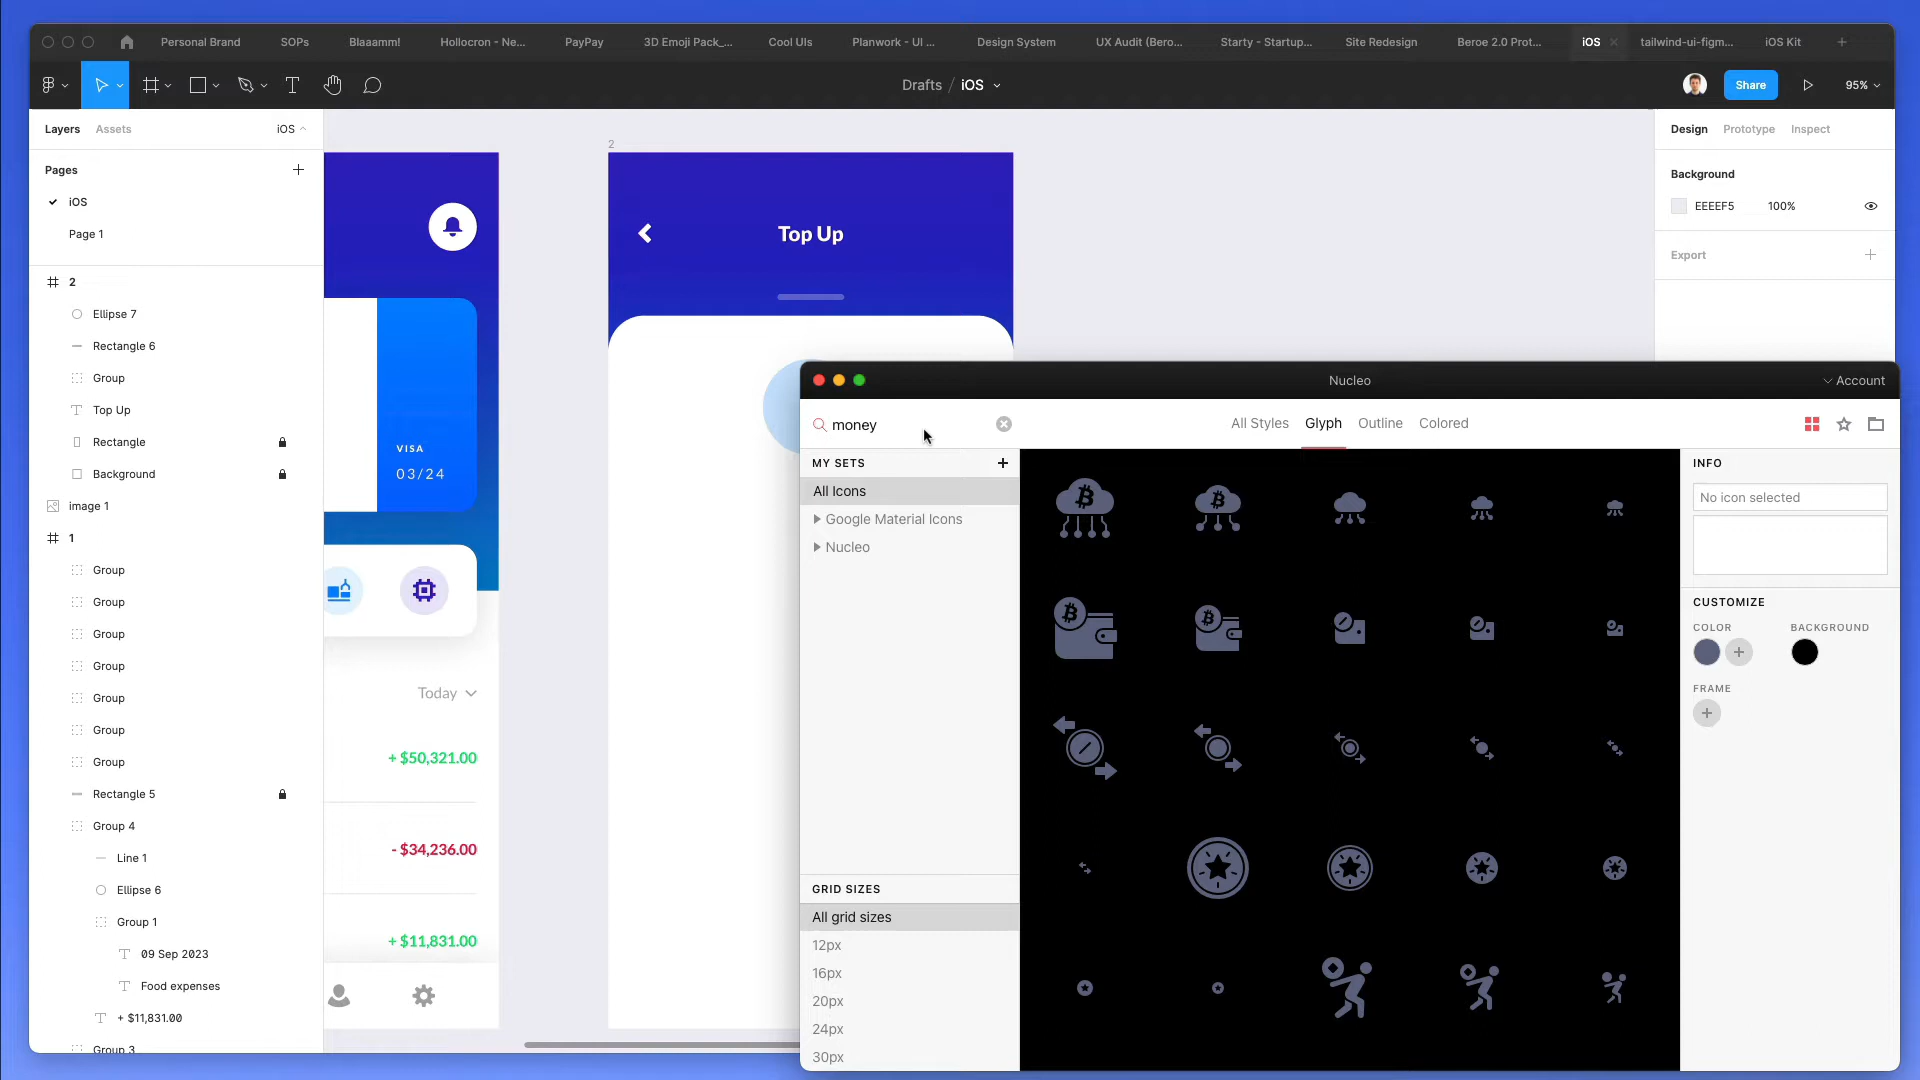 Personal Brand
SOPs
Blaaamm!
Hollocron - Ne...
PayPay
3D Emoji Pack_...
Cool UIs
Planwork - UI ...
Design System
UX Audit (Bero...
Starty - Startup...
Site Redesign
Beroe 2.0 Prot...
iOS
tailwind-ui-figm...
iOS Kit
Drafts / iOS
Share
95%
Layers
Assets
iOS
Pages
iOS
Page 1
2
Ellipse 7
Rectangle 6
Group
Top Up
Rectangle
Background
image 1
1
Group
Group
Group
Group
Group
Group
Group
Rectangle 5
Group 4
Line 1
Ellipse 6
Group 1
09 Sep 2023
Food expenses
+ $11,831.00
Group 3
VISA
03/24
Today
+ $50,321.00
- $34,236.00
+ $11,831.00
2
Top Up
Design
Prototype
Inspect
Background
EEEEF5
100%
Export
Nucleo
Account
money
All Styles
Glyph
Outline
Colored
MY SETS
All Icons
Google Material Icons
Nucleo
GRID SIZES
All grid sizes
12px
16px
20px
24px
30px
INFO
No icon selected
CUSTOMIZE
COLOR
BACKGROUND
FRAME